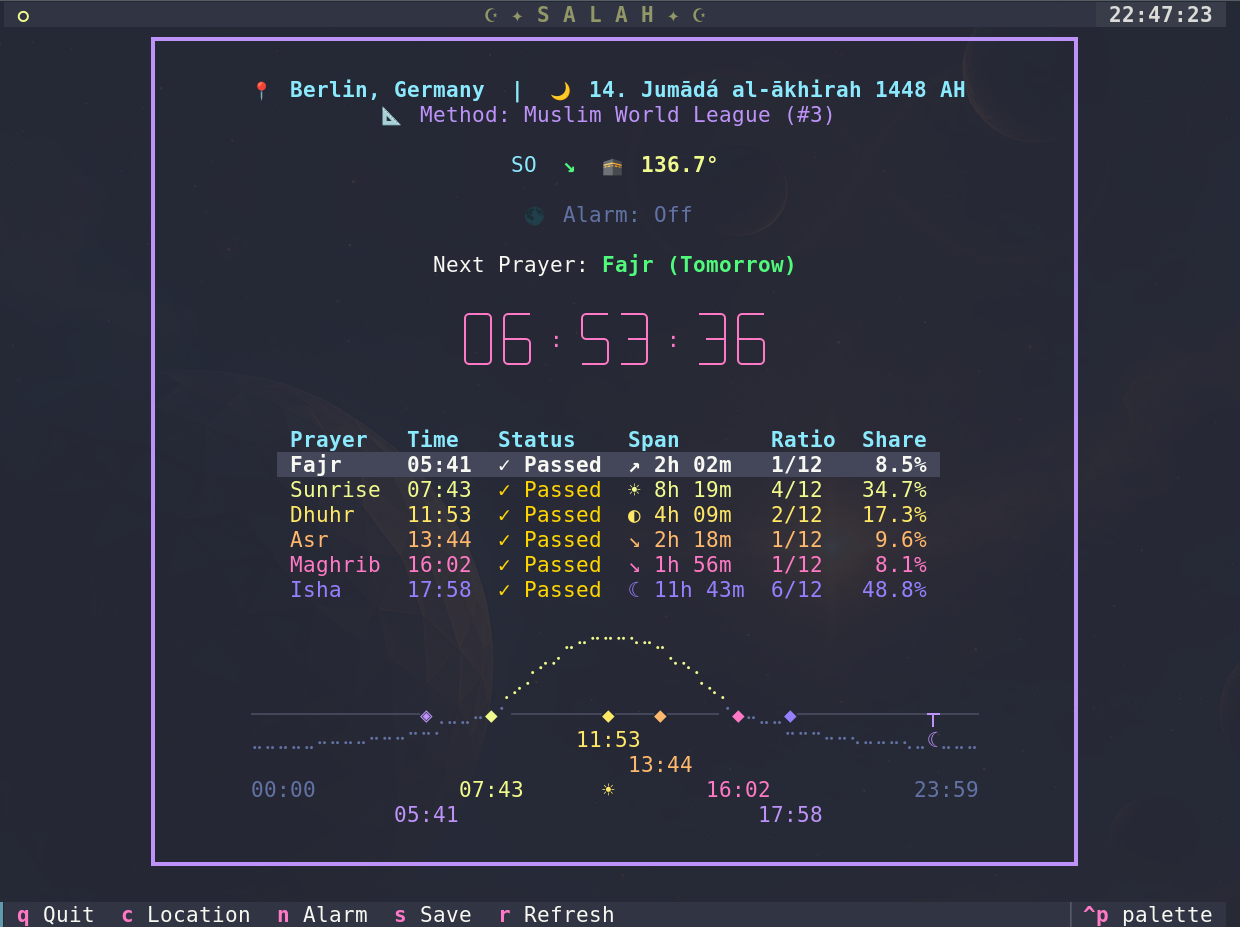 ☪ ✦ S A L A H ✦ ☪ 22:47:23
📍 Berlin, Germany | 🌙 14. Jumādá al-ākhirah 1448 AH
📐 Method: Muslim World League (#3)
SO ↘ 🕋 136.7°
🌑 Alarm: Off
Next Prayer: Fajr (Tomorrow)
06:53:36
Prayer Time Status Span Ratio Share
Fajr 05:41 ✓ Passed ↗ 2h 02m 1/12 8.5%
Sunrise 07:43 ✓ Passed ☀ 8h 19m 4/12 34.7%
Dhuhr 11:53 ✓ Passed ◐ 4h 09m 2/12 17.3%
Asr 13:44 ✓ Passed ↘ 2h 18m 1/12 9.6%
Maghrib 16:02 ✓ Passed ↘ 1h 56m 1/12 8.1%
Isha 17:58 ✓ Passed ☾ 11h 43m 6/12 48.8%
11:53
13:44
00:00 07:43 ☀ 16:02 23:59
05:41 17:58
q Quit c Location n Alarm s Save r Refresh ^p palette